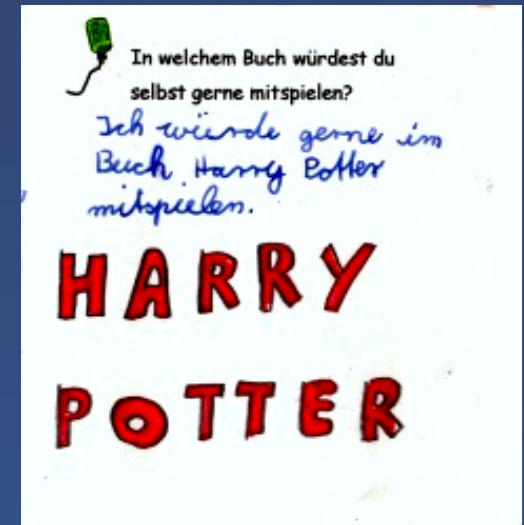 In welchem Buch würdest du
selbst gerne mitspielen?
Ich würde gerne im
Buch Harry Potter
mitspielen.
HARRY
POTTER